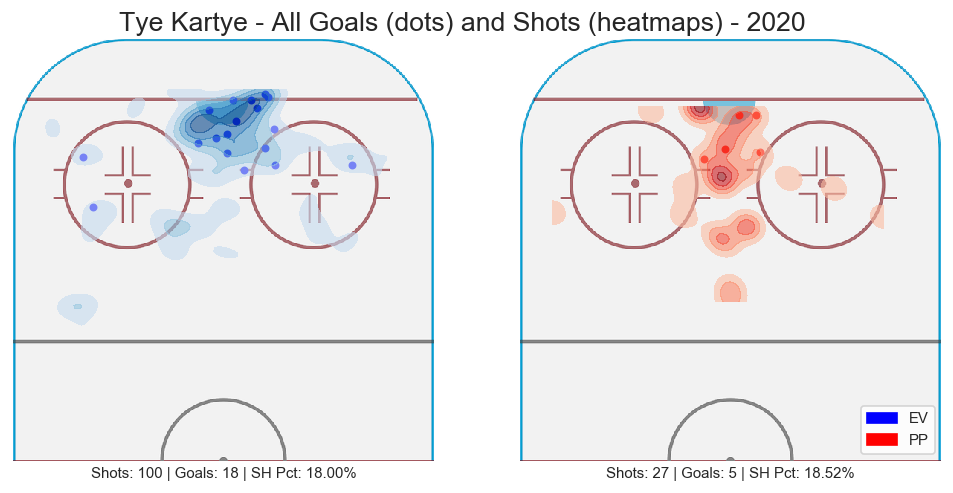 Tye Kartye - All Goals (dots) and Shots (heatmaps) - 2020
EV
PP
Shots: 100 | Goals: 18 | SH Pct: 18.00%
Shots: 27 | Goals: 5 | SH Pct: 18.52%